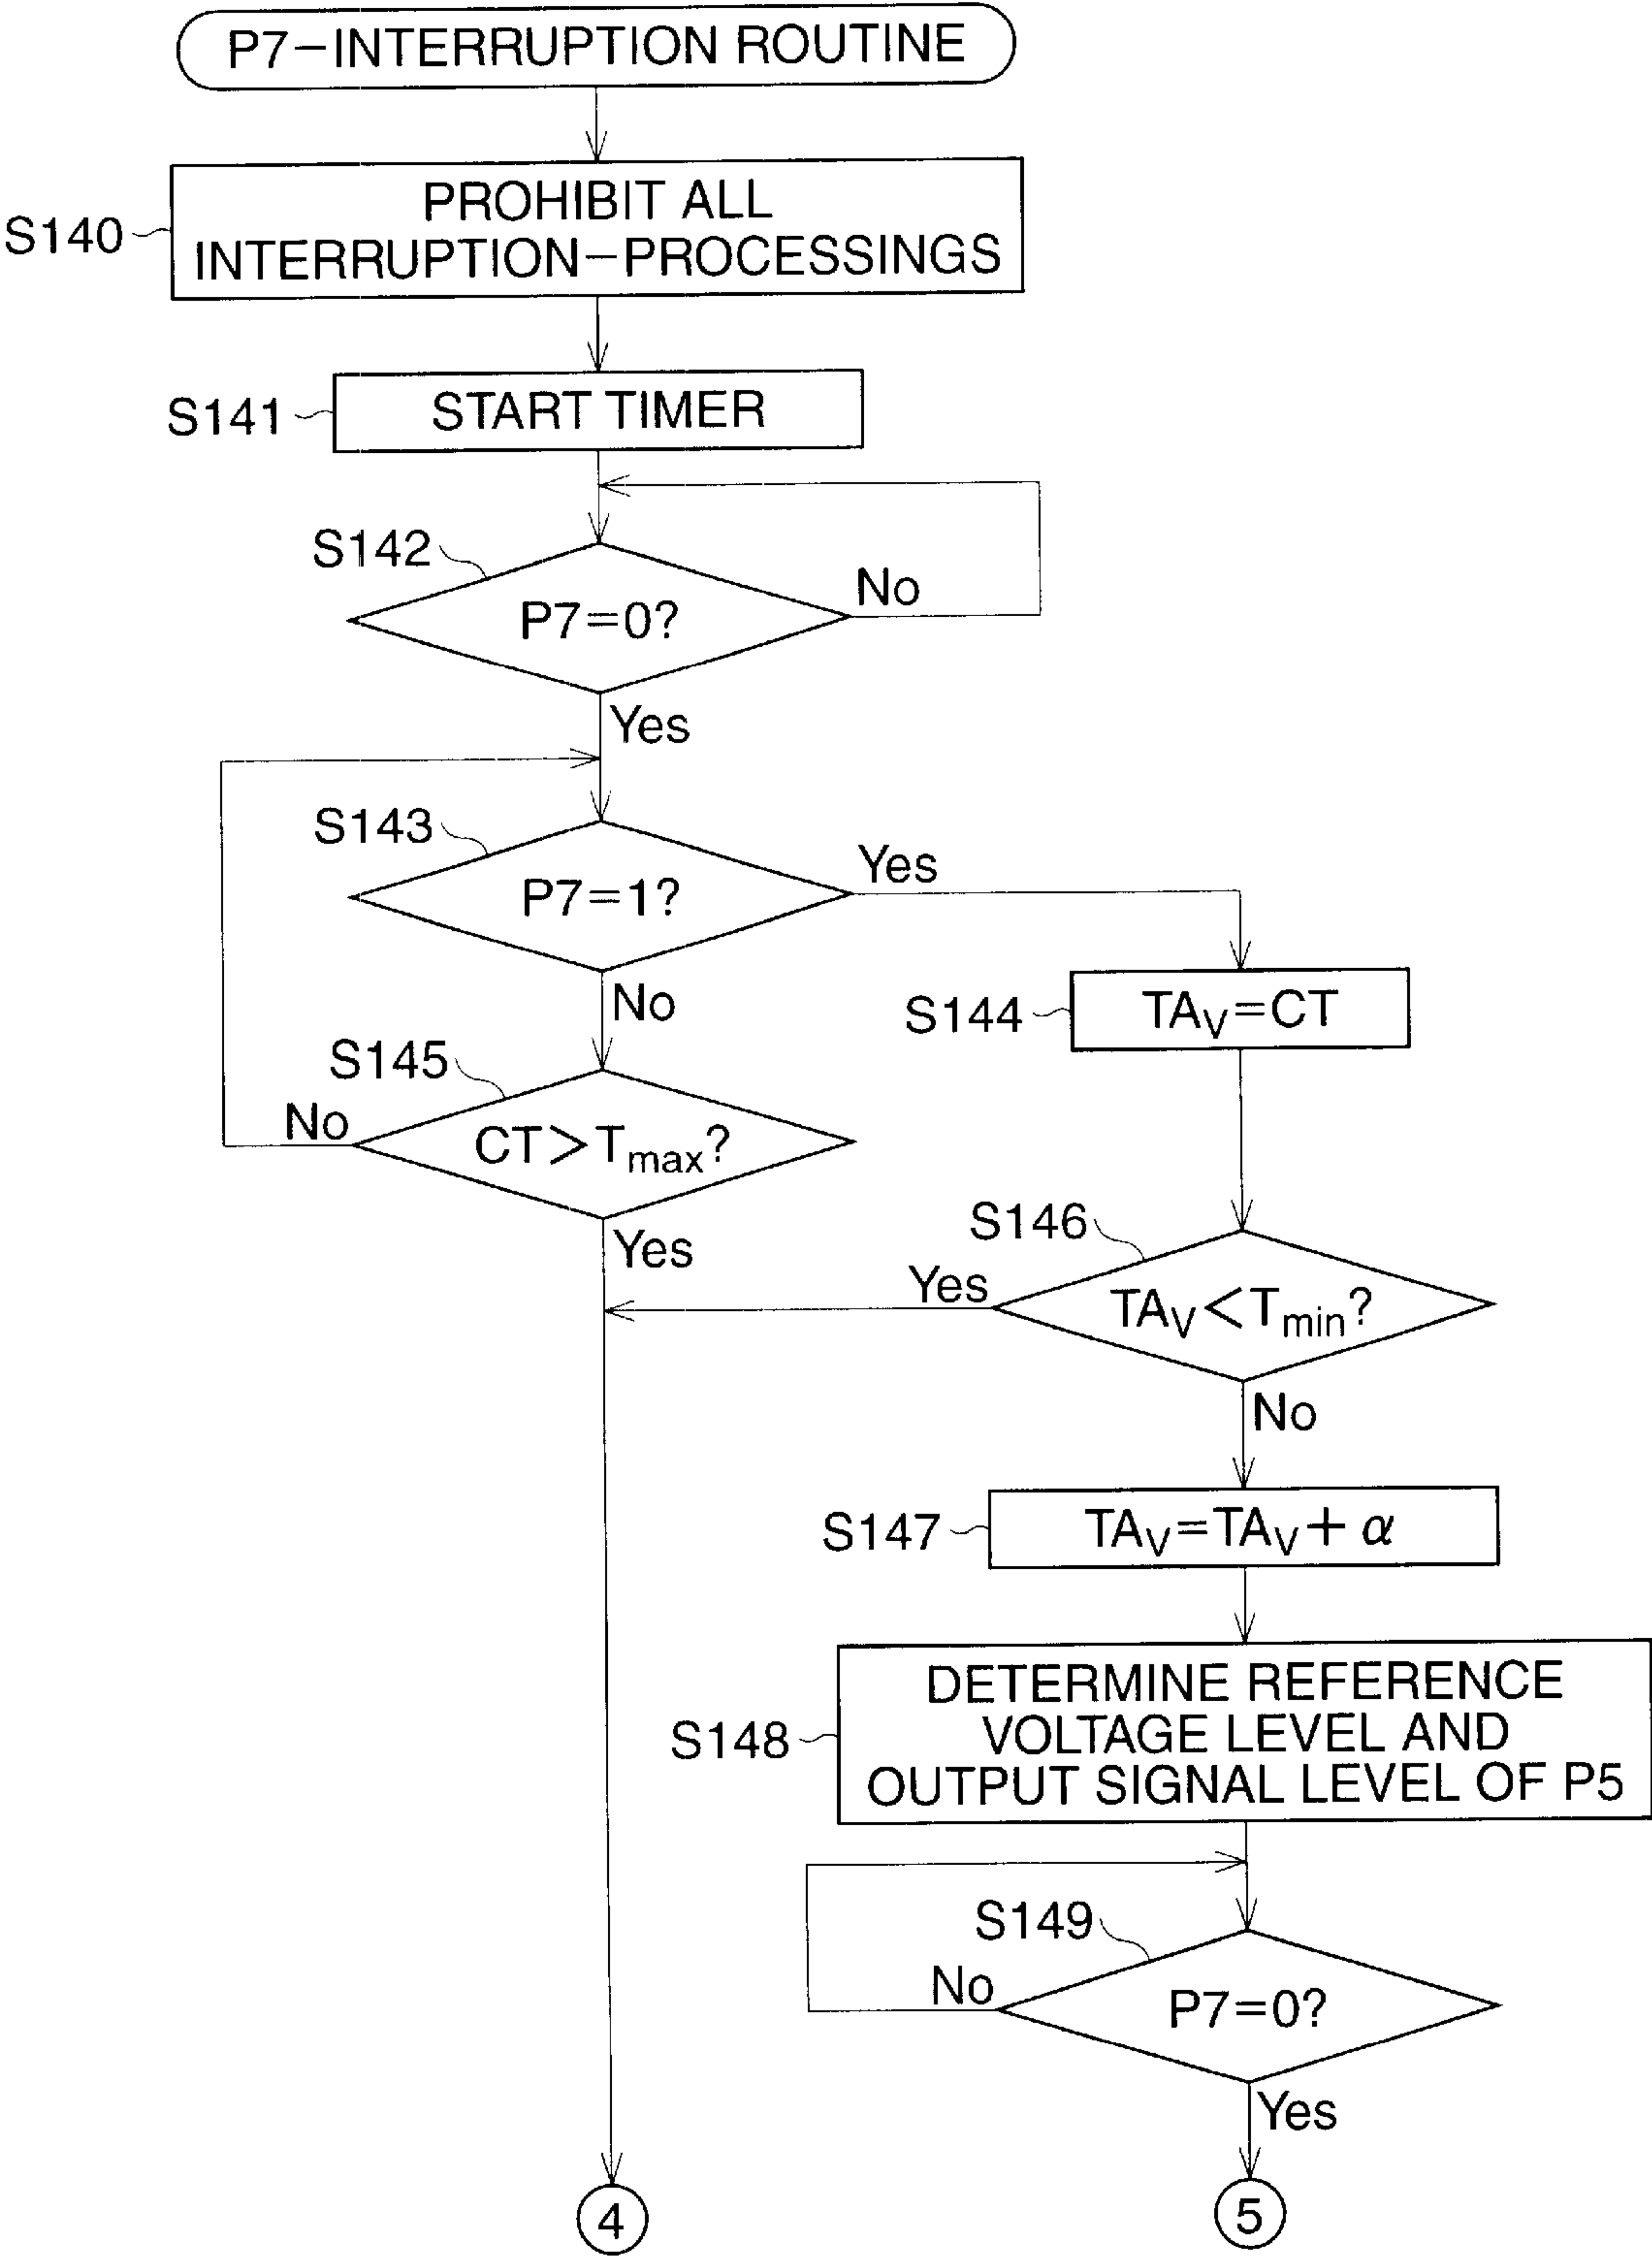 P7-INTERRUPTION ROUTINE
S140
PROHIBIT ALL
INTERRUPTION-PROCESSINGS
S141
START TIMER
S142
P7=0?
No
Yes
S143
P7=1?
Yes
No
S144
TAV=CT
S145
CT>Tmax?
No
Yes
S146
TAV<Tmin?
Yes
No
S147
TAV=TAV+α
S148
DETERMINE REFERENCE
VOLTAGE LEVEL AND
OUTPUT SIGNAL LEVEL OF P5
S149
P7=0?
No
Yes
4
5